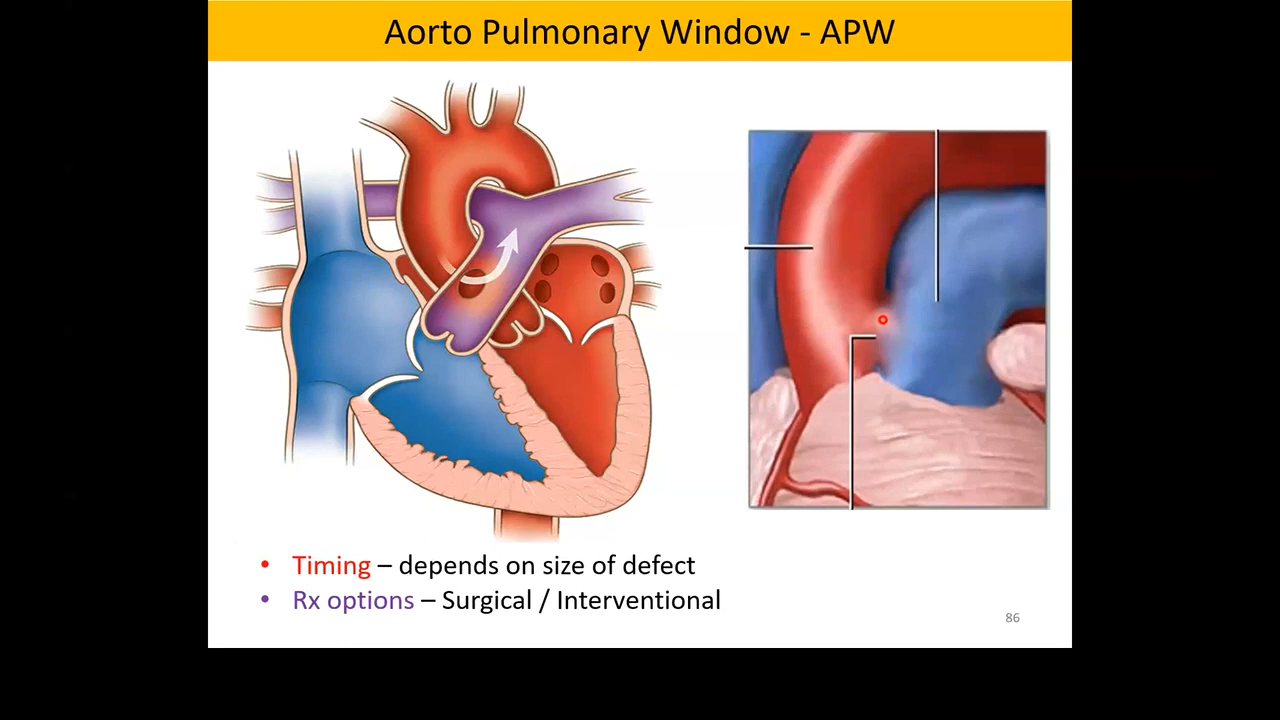 Aorto Pulmonary Window - APW
• Timing – depends on size of defect
• Rx options – Surgical / Interventional
86